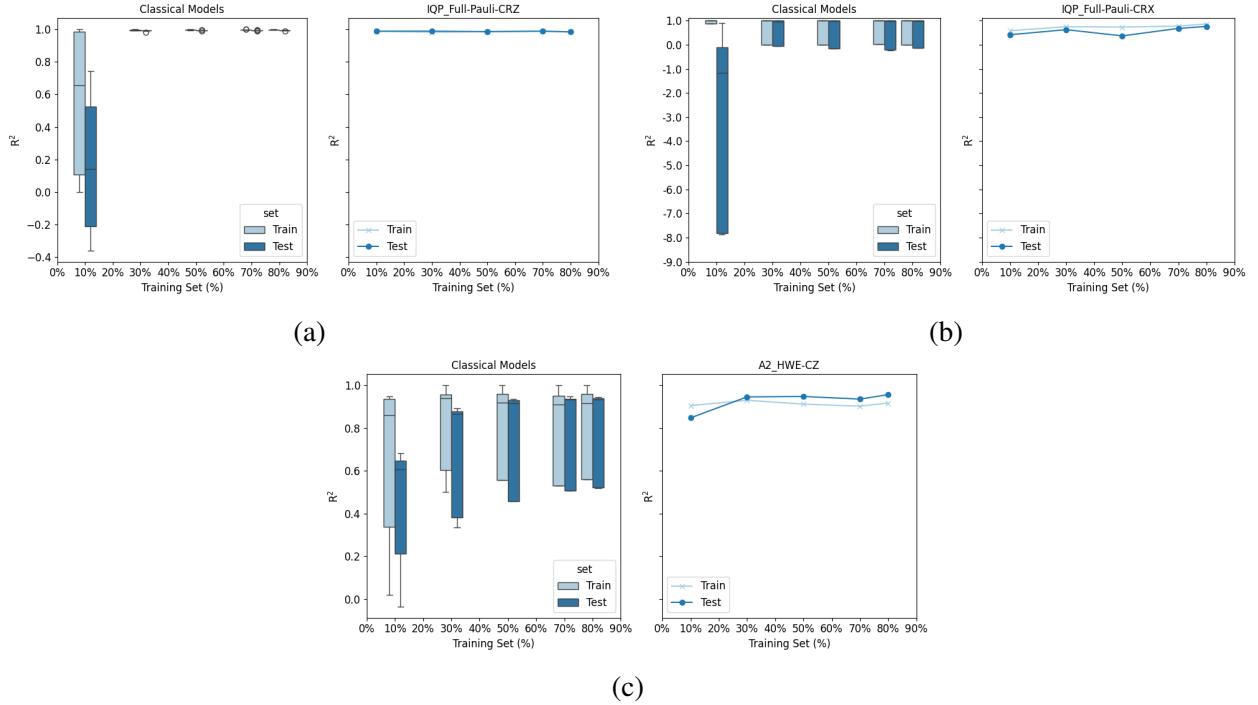 Classical Models
IQP_Full-Pauli-CRZ
R²
1.0
0.8
0.6
0.4
0.2
0.0
−0.2
−0.4
set
Train
Test
Train
Test
0% 10% 20% 30% 40% 50% 60% 70% 80% 90%
0% 10% 20% 30% 40% 50% 60% 70% 80% 90%
Training Set (%)
Training Set (%)
(a)
Classical Models
IQP_Full-Pauli-CRX
R²
1.0
0.0
-1.0
-2.0
-3.0
-4.0
-5.0
-6.0
-7.0
-8.0
-9.0
set
Train
Test
Train
Test
0% 10% 20% 30% 40% 50% 60% 70% 80% 90%
0% 10% 20% 30% 40% 50% 60% 70% 80% 90%
Training Set (%)
Training Set (%)
(b)
Classical Models
A2_HWE-CZ
R²
R²
1.0
0.8
0.6
0.4
0.2
0.0
set
Train
Test
Train
Test
0% 10% 20% 30% 40% 50% 60% 70% 80% 90%
0% 10% 20% 30% 40% 50% 60% 70% 80% 90%
Training Set (%)
Training Set (%)
(c)